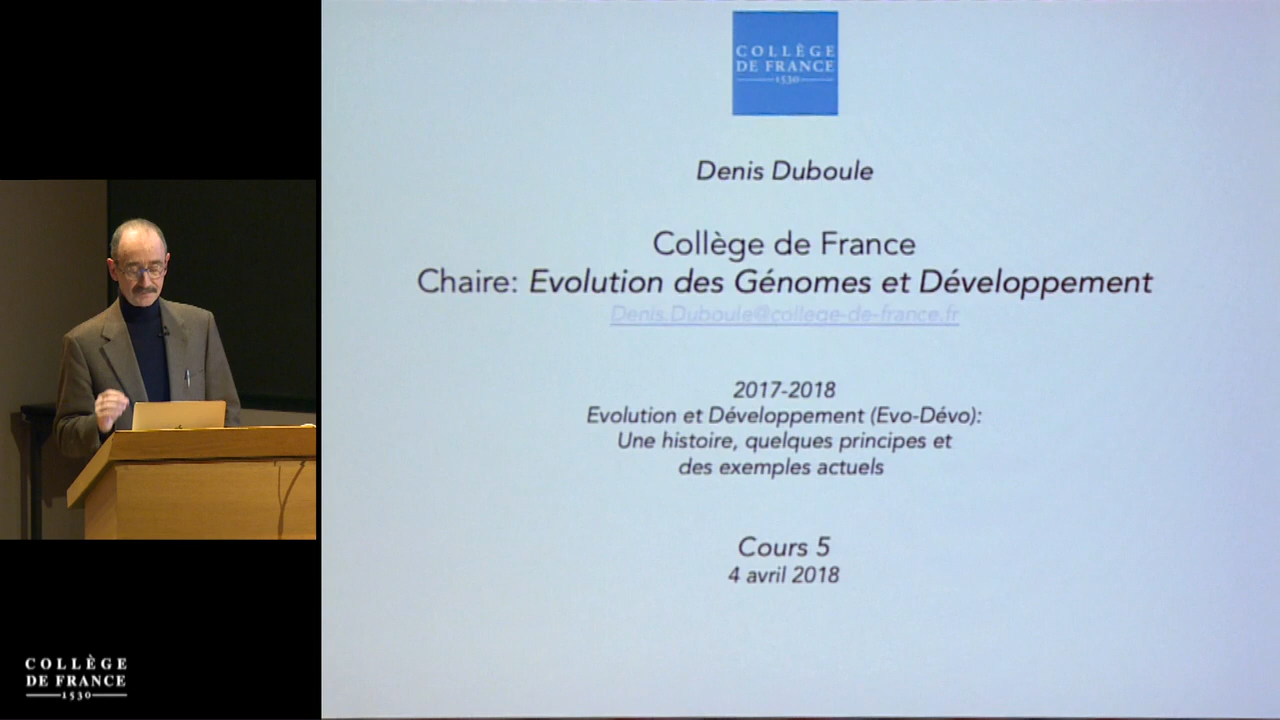 COLLÈGE
DE FRANCE
1530
Denis Duboule
Collège de France
Chaire: Evolution des Génomes et Développement
Denis.Duboule@college-de-france.fr
2017-2018
Evolution et Développement (Evo-Dévo):
Une histoire, quelques principes et
des exemples actuels
Cours 5
4 avril 2018
COLLÈGE
DE FRANCE
1530